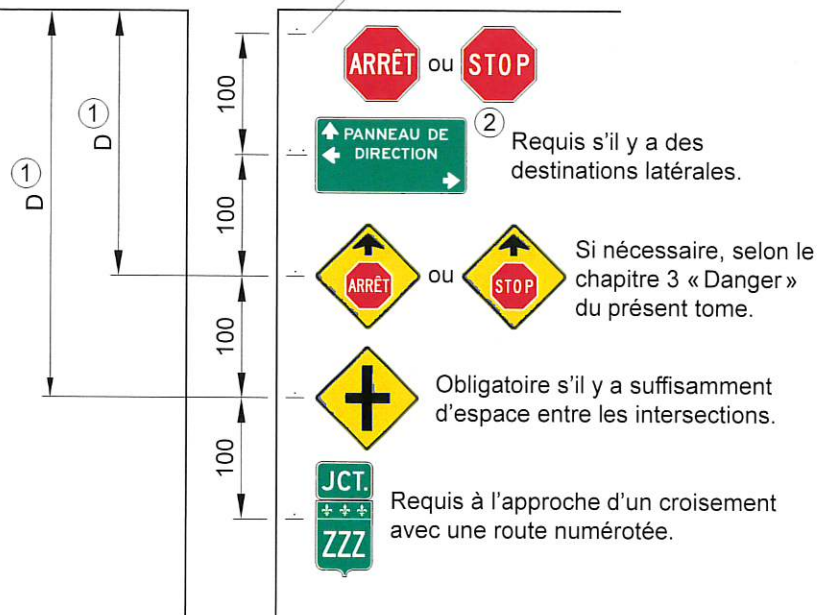 ARRÊT ou STOP
100
PANNEAU DE
DIRECTION
②
Requis s'il y a des
destinations latérales.
① D
① D
100
ARRÊT ou STOP
Si nécessaire, selon le
chapitre 3 « Danger »
du présent tome.
100
Obligatoire s'il y a suffisamment
d'espace entre les intersections.
100
JCT.
ZZZ
Requis à l'approche d'un croisement
avec une route numérotée.